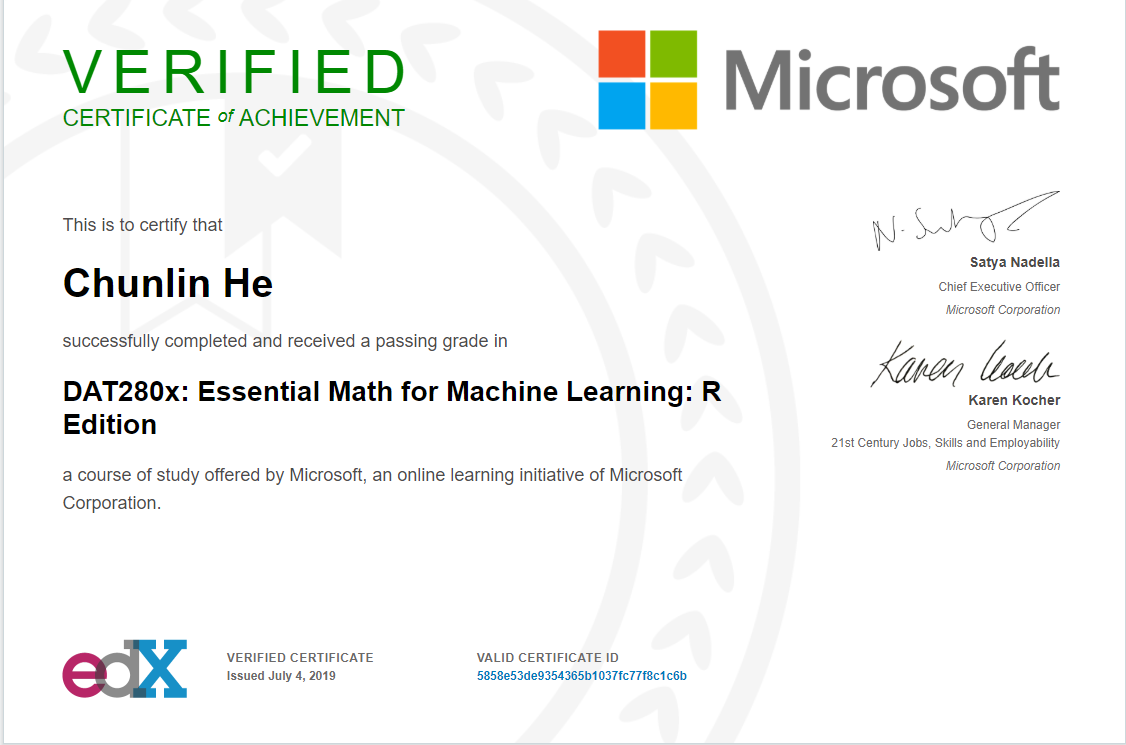 VERIFIED
CERTIFICATE of ACHIEVEMENT
Microsoft
This is to certify that
Chunlin He
successfully completed and received a passing grade in
DAT280x: Essential Math for Machine Learning: R
Edition
a course of study offered by Microsoft, an online learning initiative of Microsoft
Corporation.
Satya Nadella
Chief Executive Officer
Microsoft Corporation
Karen Kocher
General Manager
21st Century Jobs, Skills and Employability
Microsoft Corporation
edX
VERIFIED CERTIFICATE
Issued July 4, 2019
VALID CERTIFICATE ID
5858e53de9354365b1037fc77f8c1c6b